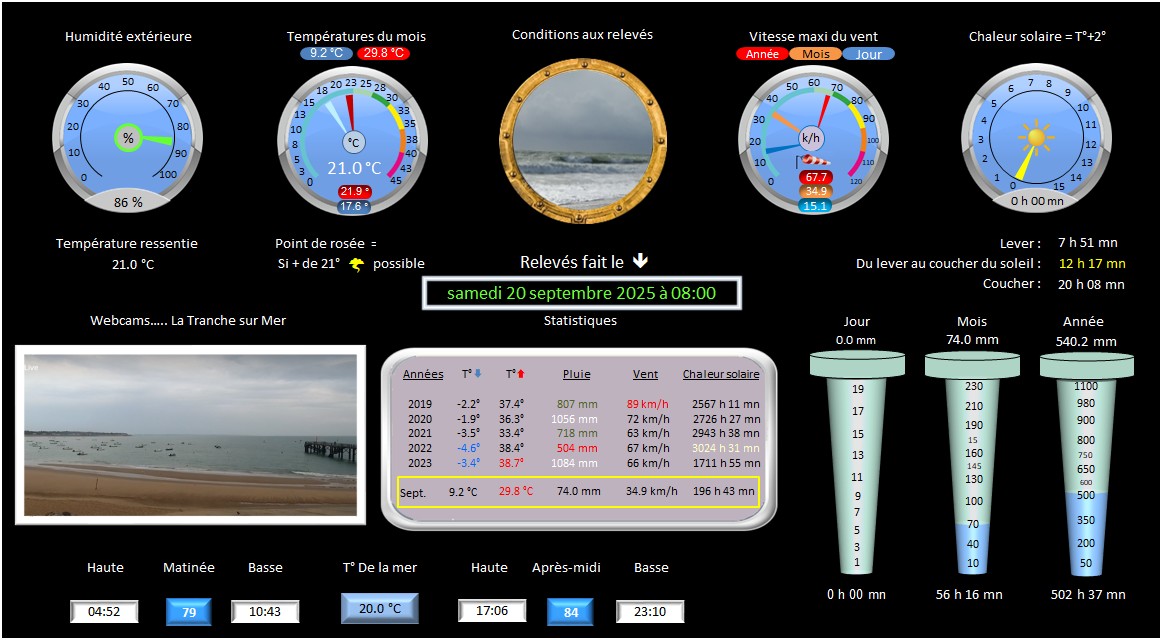 Humidité extérieure
Températures du mois
9.2 °C 29.8 °C
Conditions aux relevés
Vitesse maxi du vent
Année Mois Jour
Chaleur solaire = T°+2°
0 10 20 30 40 50 60 70 80 90 100
%
86 %
0 3 5 8 10 13 15 18 20 23 25 28 30 33 35 38 40 43 45
°C
21.0 °C
21.9 °
17.6 °
0 10 20 30 40 50 60 70 80 90 100 110 120
k/h
67.7
34.9
15.1
0 1 2 3 4 5 6 7 8 9 10 11 12 13 14 15
0 h 00 mn
Température ressentie
21.0 °C
Point de rosée =
Si + de 21° possible
Relevés fait le
samedi 20 septembre 2025 à 08:00
Lever : 7 h 51 mn
Du lever au coucher du soleil : 12 h 17 mn
Coucher : 20 h 08 mn
Webcams..... La Tranche sur Mer
Live
Statistiques
Années T° T° Pluie Vent Chaleur solaire
2019 -2.2° 37.4° 807 mm 89 km/h 2567 h 11 mn
2020 -1.9° 36.3° 1056 mm 72 km/h 2726 h 27 mn
2021 -3.5° 33.4° 718 mm 63 km/h 2943 h 38 mn
2022 -4.6° 38.4° 504 mm 67 km/h 3024 h 31 mn
2023 -3.4° 38.7° 1084 mm 66 km/h 1711 h 55 mn
Sept. 9.2 °C 29.8 °C 74.0 mm 34.9 km/h 196 h 43 mn
Jour
0.0 mm
19
17
15
13
11
9
7
5
3
1
0 h 00 mn
Mois
74.0 mm
230
210
190
15
160
145
130
100
70
40
10
56 h 16 mn
Année
540.2 mm
1100
980
900
800
750
650
600
500
350
200
50
502 h 37 mn
Haute Matinée Basse T° De la mer Haute Après-midi Basse
04:52 79 10:43 20.0 °C 17:06 84 23:10